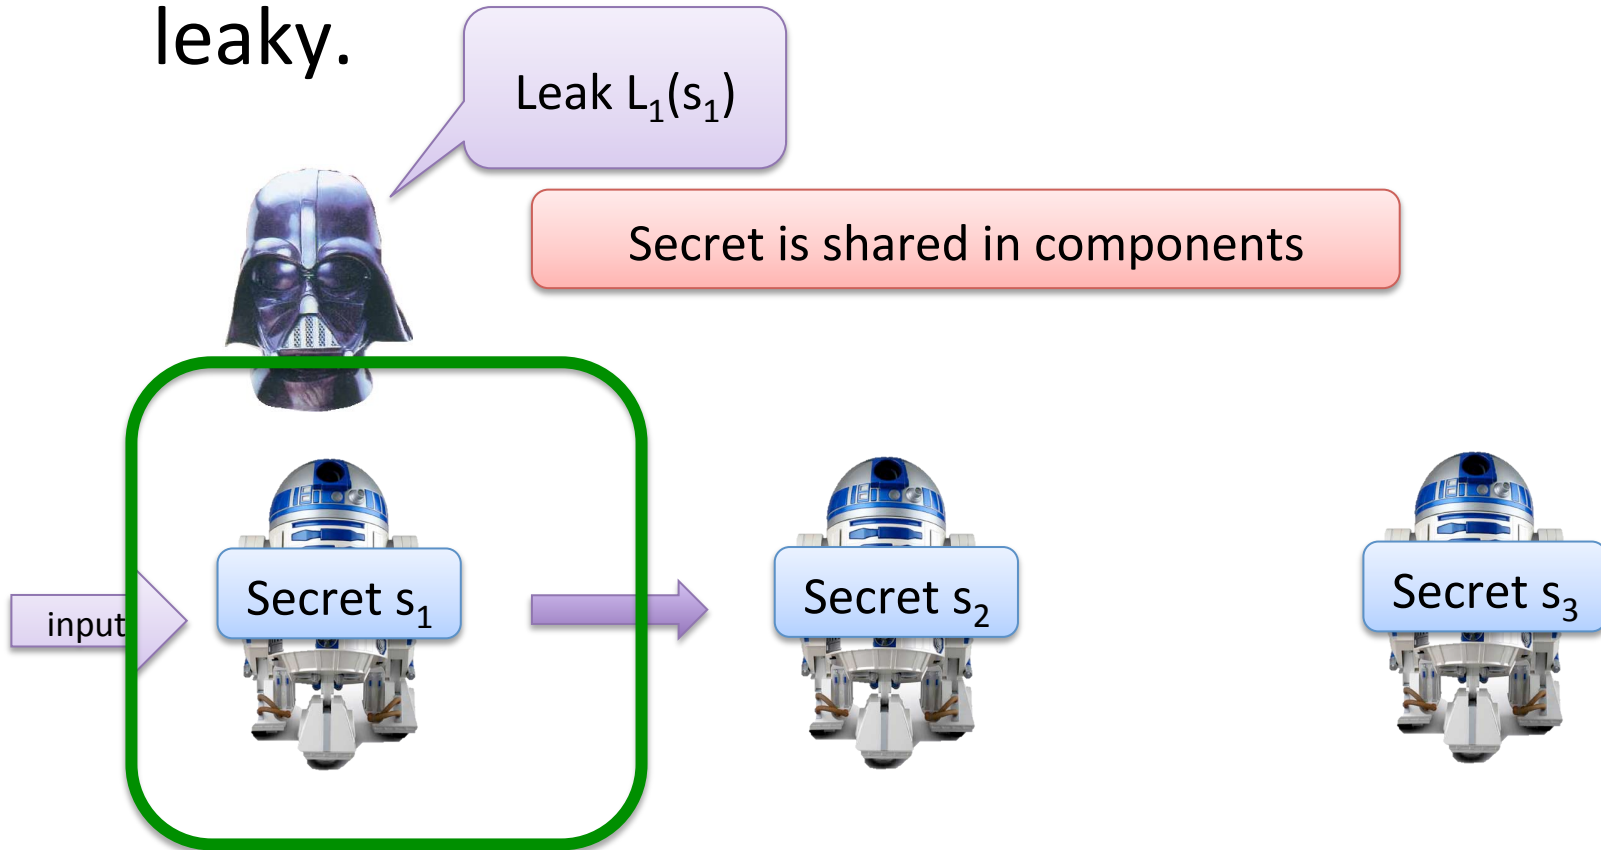 leaky.
Leak L₁(s₁)
Secret is shared in components
input
Secret s₁
Secret s₂
Secret s₃